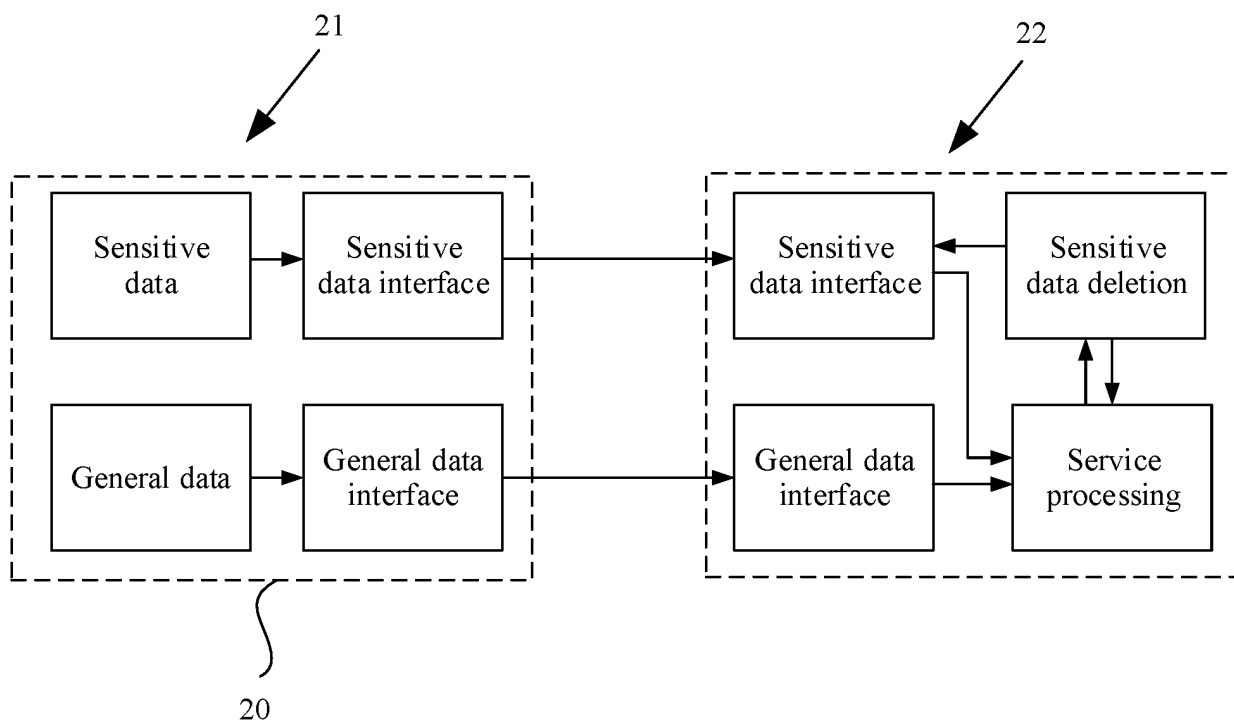 21
22
Sensitive
data
Sensitive
data interface
Sensitive
data interface
Sensitive
data deletion
General data
General data
interface
General data
interface
Service
processing
20